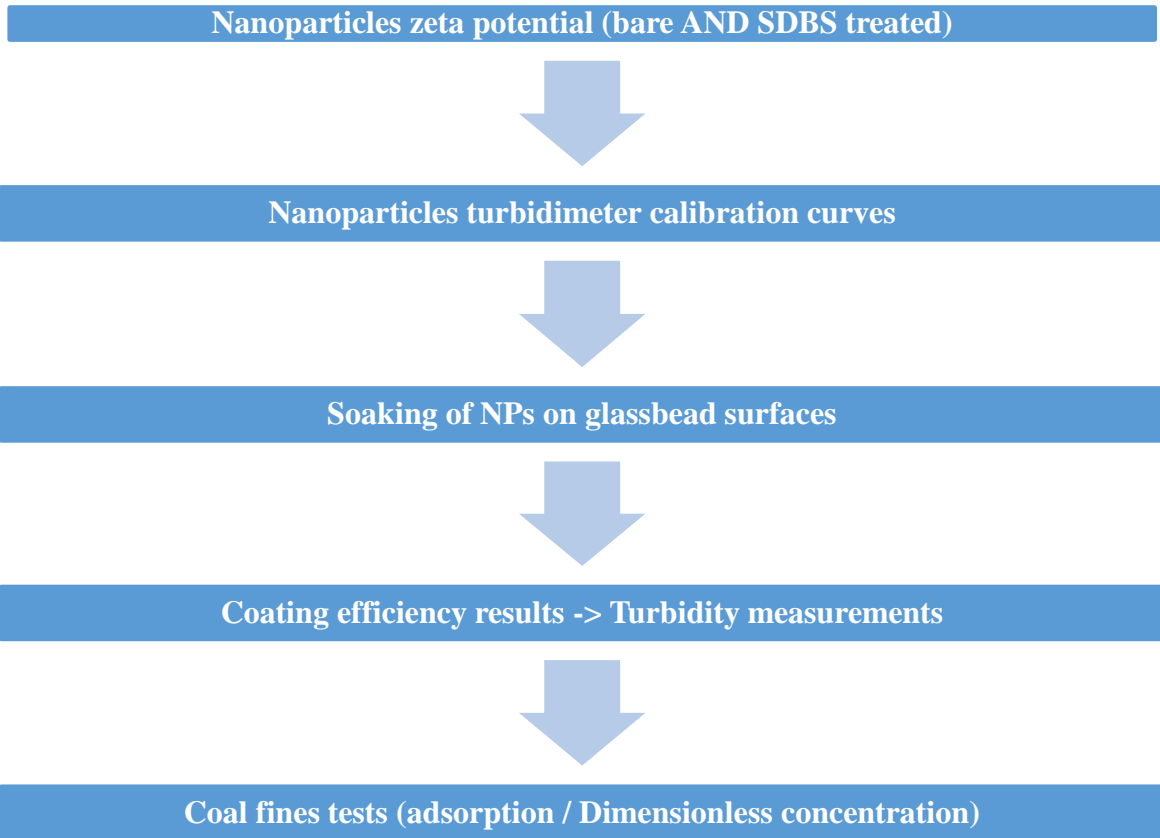 Nanoparticles zeta potential (bare AND SDBS treated)
Nanoparticles turbidimeter calibration curves
Soaking of NPs on glassbead surfaces
Coating efficiency results -> Turbidity measurements
Coal fines tests (adsorption / Dimensionless concentration)